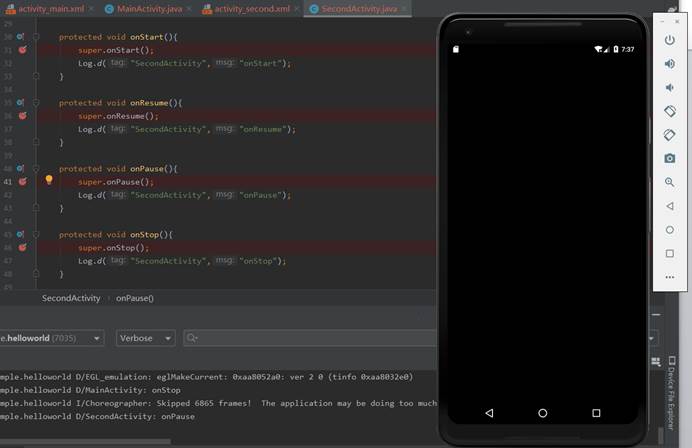 activity_main.xml × MainActivity.java × activity_second.xml × SecondActivity.java ×
29
30 protected void onStart(){
31 super.onStart();
32 Log.d( tag: "SecondActivity", msg: "onStart");
33 }
34
35 protected void onResume(){
36 super.onResume();
37 Log.d( tag: "SecondActivity", msg: "onResume");
38 }
39
40 protected void onPause(){
41 super.onPause();
42 Log.d( tag: "SecondActivity", msg: "onPause");
43 }
44
45 protected void onStop(){
46 super.onStop();
47 Log.d( tag: "SecondActivity", msg: "onStop");
48 }
49
SecondActivity › onPause()
e.helloworld (7035) Verbose
mple.helloworld D/EGL_emulation: eglMakeCurrent: 0xaa8052a0: ver 2 0 (tinfo 0xaa8032e0)
mple.helloworld D/MainActivity: onStop
mple.helloworld I/Choreographer: Skipped 6865 frames! The application may be doing too much
mple.helloworld D/SecondActivity: onPause
7:37
Device File Explorer